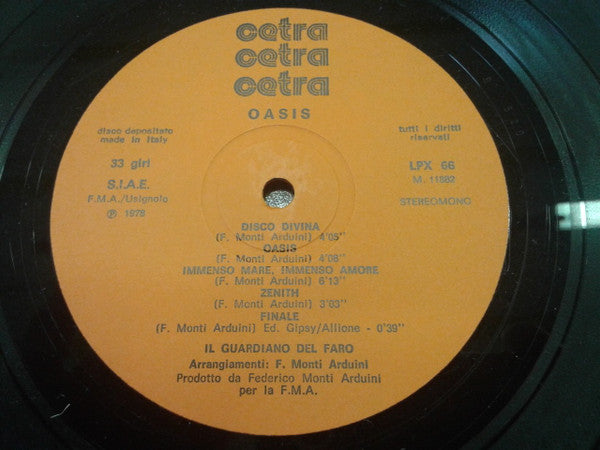 cetra
cetra
cetra
OASIS
disco depositato
made in Italy
tutti i diritti
riservati
33 giri
LPX 66
M. 11882
S.I.A.E.
F.M.A./Usignolo
STEREOMONO
Ⓟ 1978
DISCO DIVINA
(F. Monti Arduini) 4'05''
OASIS
(F. Monti Arduini) 4'08''
IMMENSO MARE, IMMENSO AMORE
(F. Monti Arduini) 6'13''
ZENITH
(F. Monti Arduini) 3'03''
FINALE
(F. Monti Arduini) Ed. Gipsy/Allione - 0'39''
IL GUARDIANO DEL FARO
Arrangiamenti: F. Monti Arduini
Prodotto da Federico Monti Arduini
per la F.M.A.